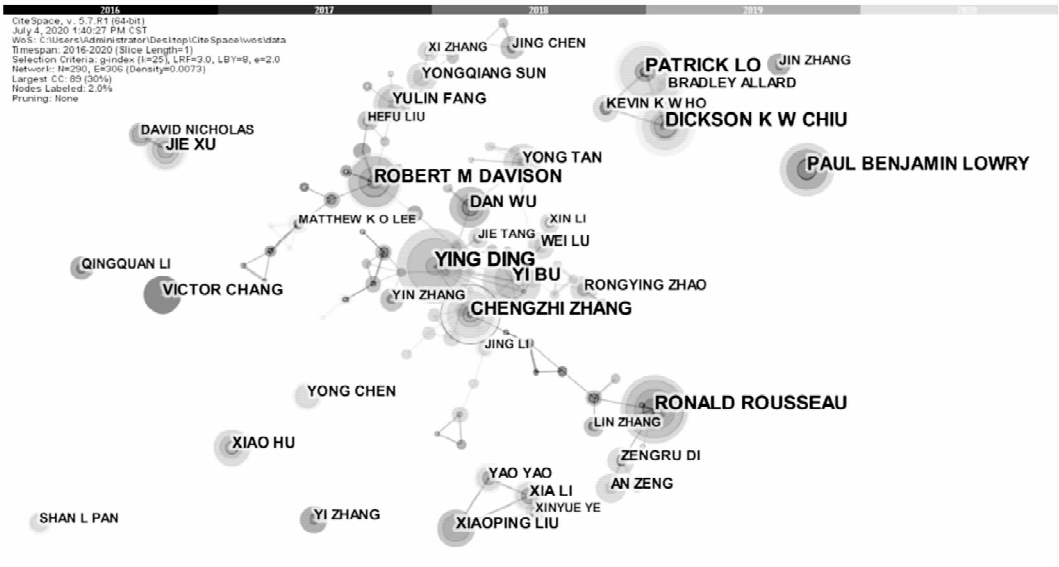 2016 2017 2018 2019 2020
CiteSpace, v. 5.7.R1 (64-bit)
July 4, 2020 1:40:27 PM CST
WoS: C:\Users\Administrator\Desktop\CiteSpace\wos\data
Timespan: 2016-2020 (Slice Length=1)
Selection Criteria: g-index (k=25), LRF=3.0, LBY=8, e=2.0
Network: N=290, E=306 (Density=0.0073)
Largest CC: 89 (30%)
Nodes Labeled: 2.0%
Pruning: None
XI ZHANG
JING CHEN
YONGQIANG SUN
PATRICK LO
JIN ZHANG
BRADLEY ALLARD
YULIN FANG
KEVIN K W HO
HEFU LIU
DICKSON K W CHIU
DAVID NICHOLAS
JIE XU
YONG TAN
PAUL BENJAMIN LOWRY
ROBERT M DAVISON
DAN WU
MATTHEW K O LEE
XIN LI
JIE TANG
WEI LU
YING DING
QINGQUAN LI
YI BU
VICTOR CHANG
RONGYING ZHAO
YIN ZHANG
CHENGZHI ZHANG
JING LI
YONG CHEN
RONALD ROUSSEAU
LIN ZHANG
XIAO HU
ZENGRU DI
YAO YAO
AN ZENG
XIA LI
XINYUE YE
SHAN L PAN
YI ZHANG
XIAOPING LIU